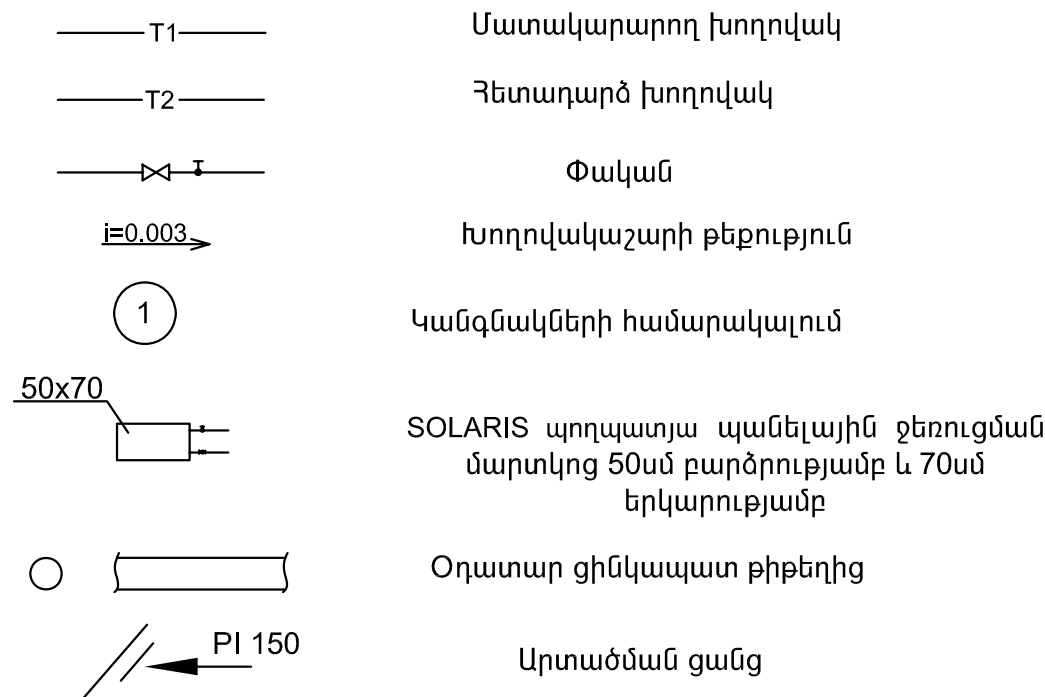 T1 Մատակարարող խողովակ
T2 Հետադարձ խողովակ
Փական
i=0.003 Խողովակաշարի թեքություն
1 Կանգնակների համարակալում
50x70
SOLARIS պողպատյա պանելային ջեռուցման
մարտկոց 50սմ բարձրությամբ և 70սմ
երկարությամբ
Օդատար ցինկապատ թիթեղից
PI 150
Արտածման ցանց